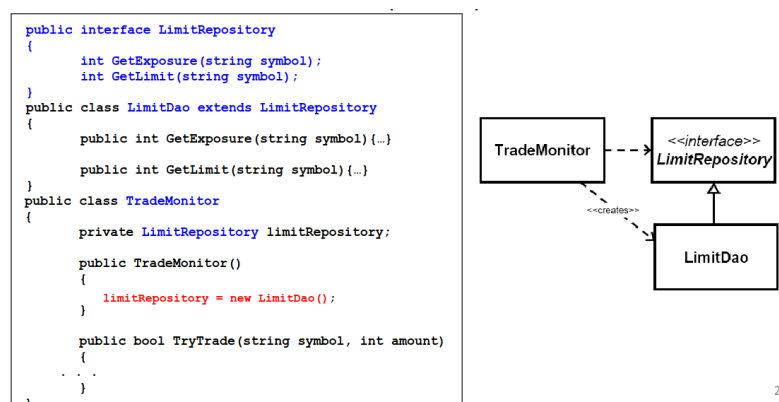 public interface LimitRepository
{
int GetExposure(string symbol);
int GetLimit(string symbol);
}
public class LimitDao extends LimitRepository
{
public int GetExposure(string symbol){…}
public int GetLimit(string symbol){…}
}
public class TradeMonitor
{
private LimitRepository limitRepository;
public TradeMonitor()
{
limitRepository = new LimitDao();
}
public bool TryTrade(string symbol, int amount)
{
. . .
}
}
TradeMonitor
<<interface>>
LimitRepository
<<creates>>
LimitDao
2